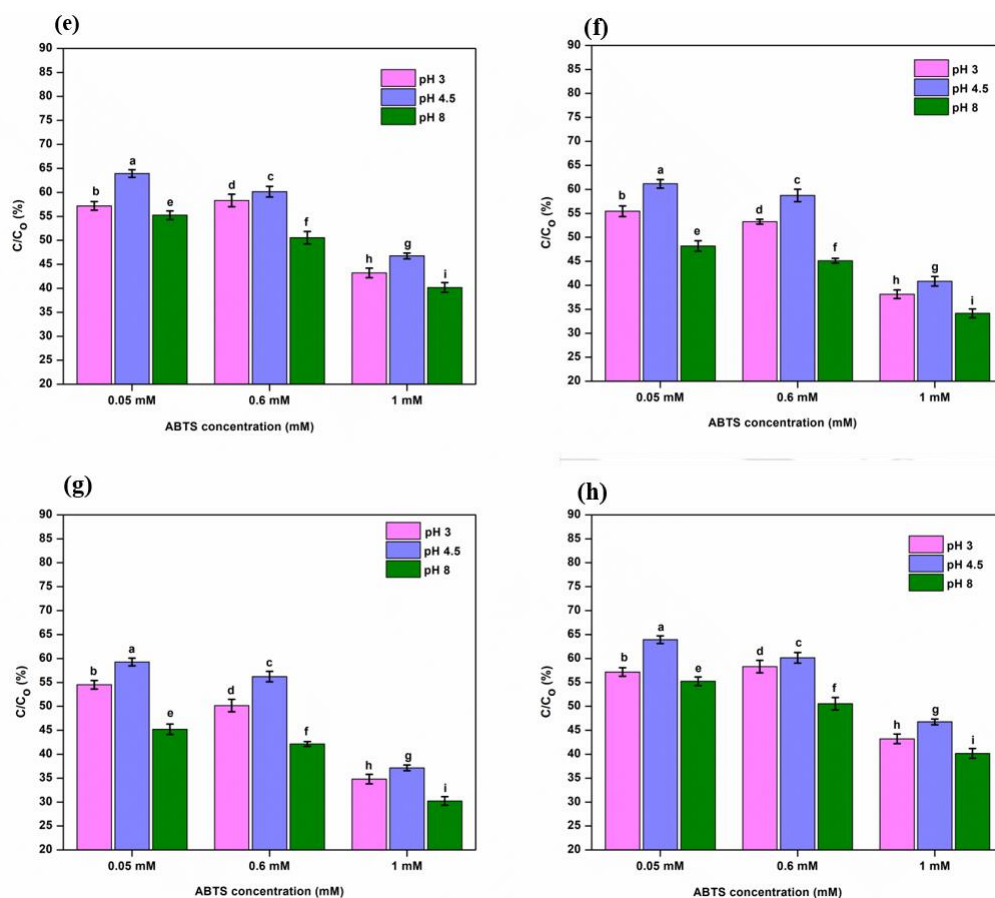 (e)
90
85
80
75
70
65
60
55
50
45
40
35
30
25
20
C/Co (%)
pH 3
pH 4.5
pH 8
b a e d c f h g i
0.05 mM 0.6 mM 1 mM
ABTS concentration (mM)
(f)
90
85
80
75
70
65
60
55
50
45
40
35
30
25
20
C/Co (%)
pH 3
pH 4.5
pH 8
b a e d c f h g i
0.05 mM 0.6 mM 1 mM
ABTS concentration (mM)
(g)
90
85
80
75
70
65
60
55
50
45
40
35
30
25
20
C/Co (%)
pH 3
pH 4.5
pH 8
b a e d c f h g i
0.05 mM 0.6 mM 1 mM
ABTS concentration (mM)
(h)
90
85
80
75
70
65
60
55
50
45
40
35
30
25
20
C/Co (%)
pH 3
pH 4.5
pH 8
b a e d c f h g i
0.05 mM 0.6 mM 1 mM
ABTS concentration (mM)